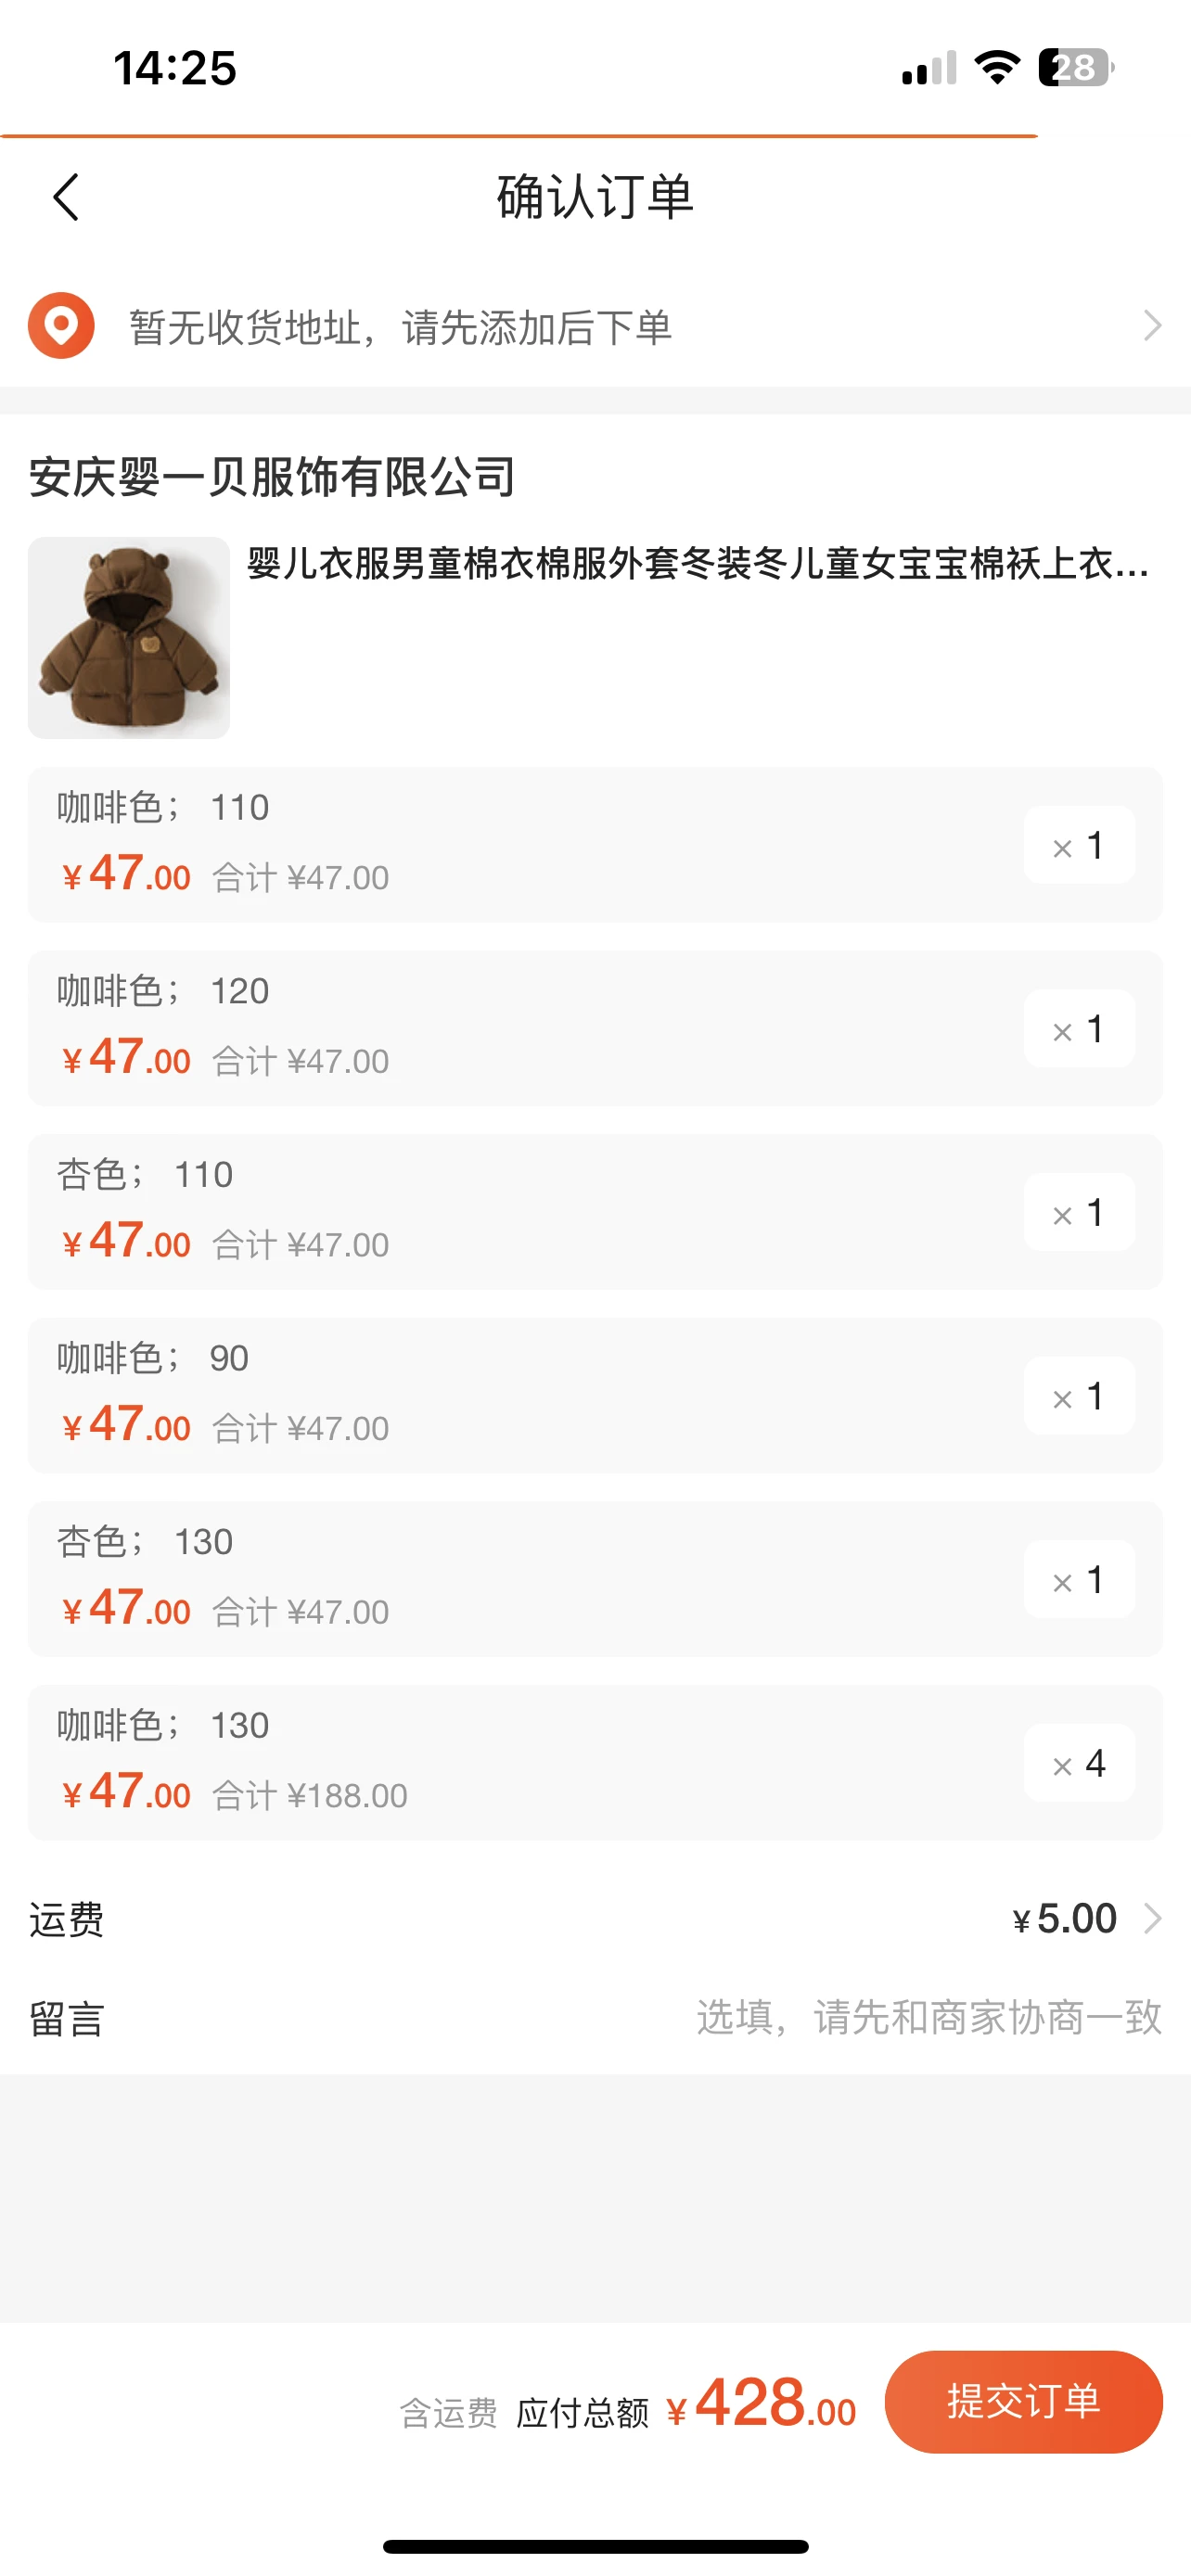 14:25
28
确认订单
暂无收货地址，请先添加后下单
安庆婴一贝服饰有限公司
婴儿衣服男童棉衣棉服外套冬装冬儿童女宝宝棉袄上衣...
咖啡色； 110
¥47.00 合计 ¥47.00
× 1
咖啡色； 120
¥47.00 合计 ¥47.00
× 1
杏色； 110
¥47.00 合计 ¥47.00
× 1
咖啡色； 90
¥47.00 合计 ¥47.00
× 1
杏色； 130
¥47.00 合计 ¥47.00
× 1
咖啡色； 130
¥47.00 合计 ¥188.00
× 4
运费 ¥5.00
留言 选填，请先和商家协商一致
含运费 应付总额 ¥428.00 提交订单